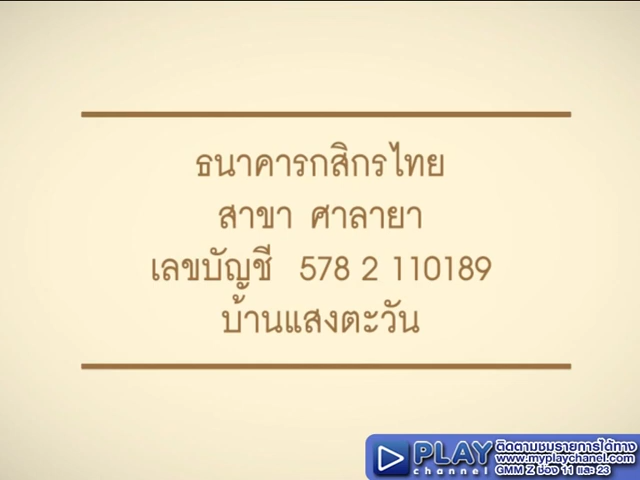 ธนาคารกสิกรไทย
สาขา ศาลายา
เลขบัญชี 578 2 110189
บ้านแสงตะวัน
PLAY
channel
ติดตามชมรายการได้ทาง
www.myplaychanel.com
GMM Z ช่อง 11 และ 23